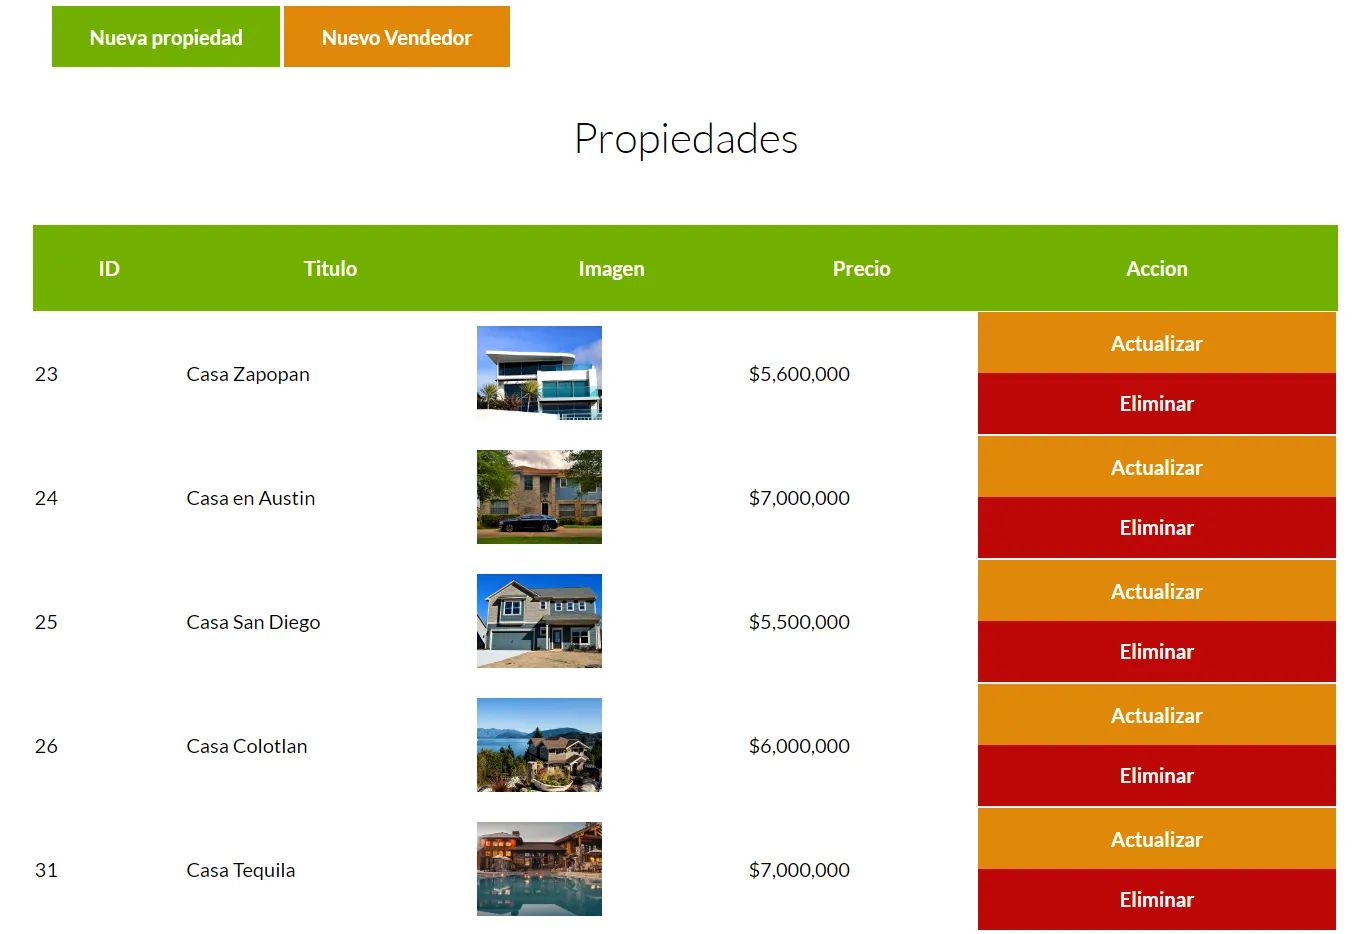 Nueva propiedad Nuevo Vendedor
Propiedades
ID Titulo Imagen Precio Accion
23 Casa Zapopan $5,600,000 Actualizar
Eliminar
24 Casa en Austin $7,000,000 Actualizar
Eliminar
25 Casa San Diego $5,500,000 Actualizar
Eliminar
26 Casa Colotlan $6,000,000 Actualizar
Eliminar
31 Casa Tequila $7,000,000 Actualizar
Eliminar